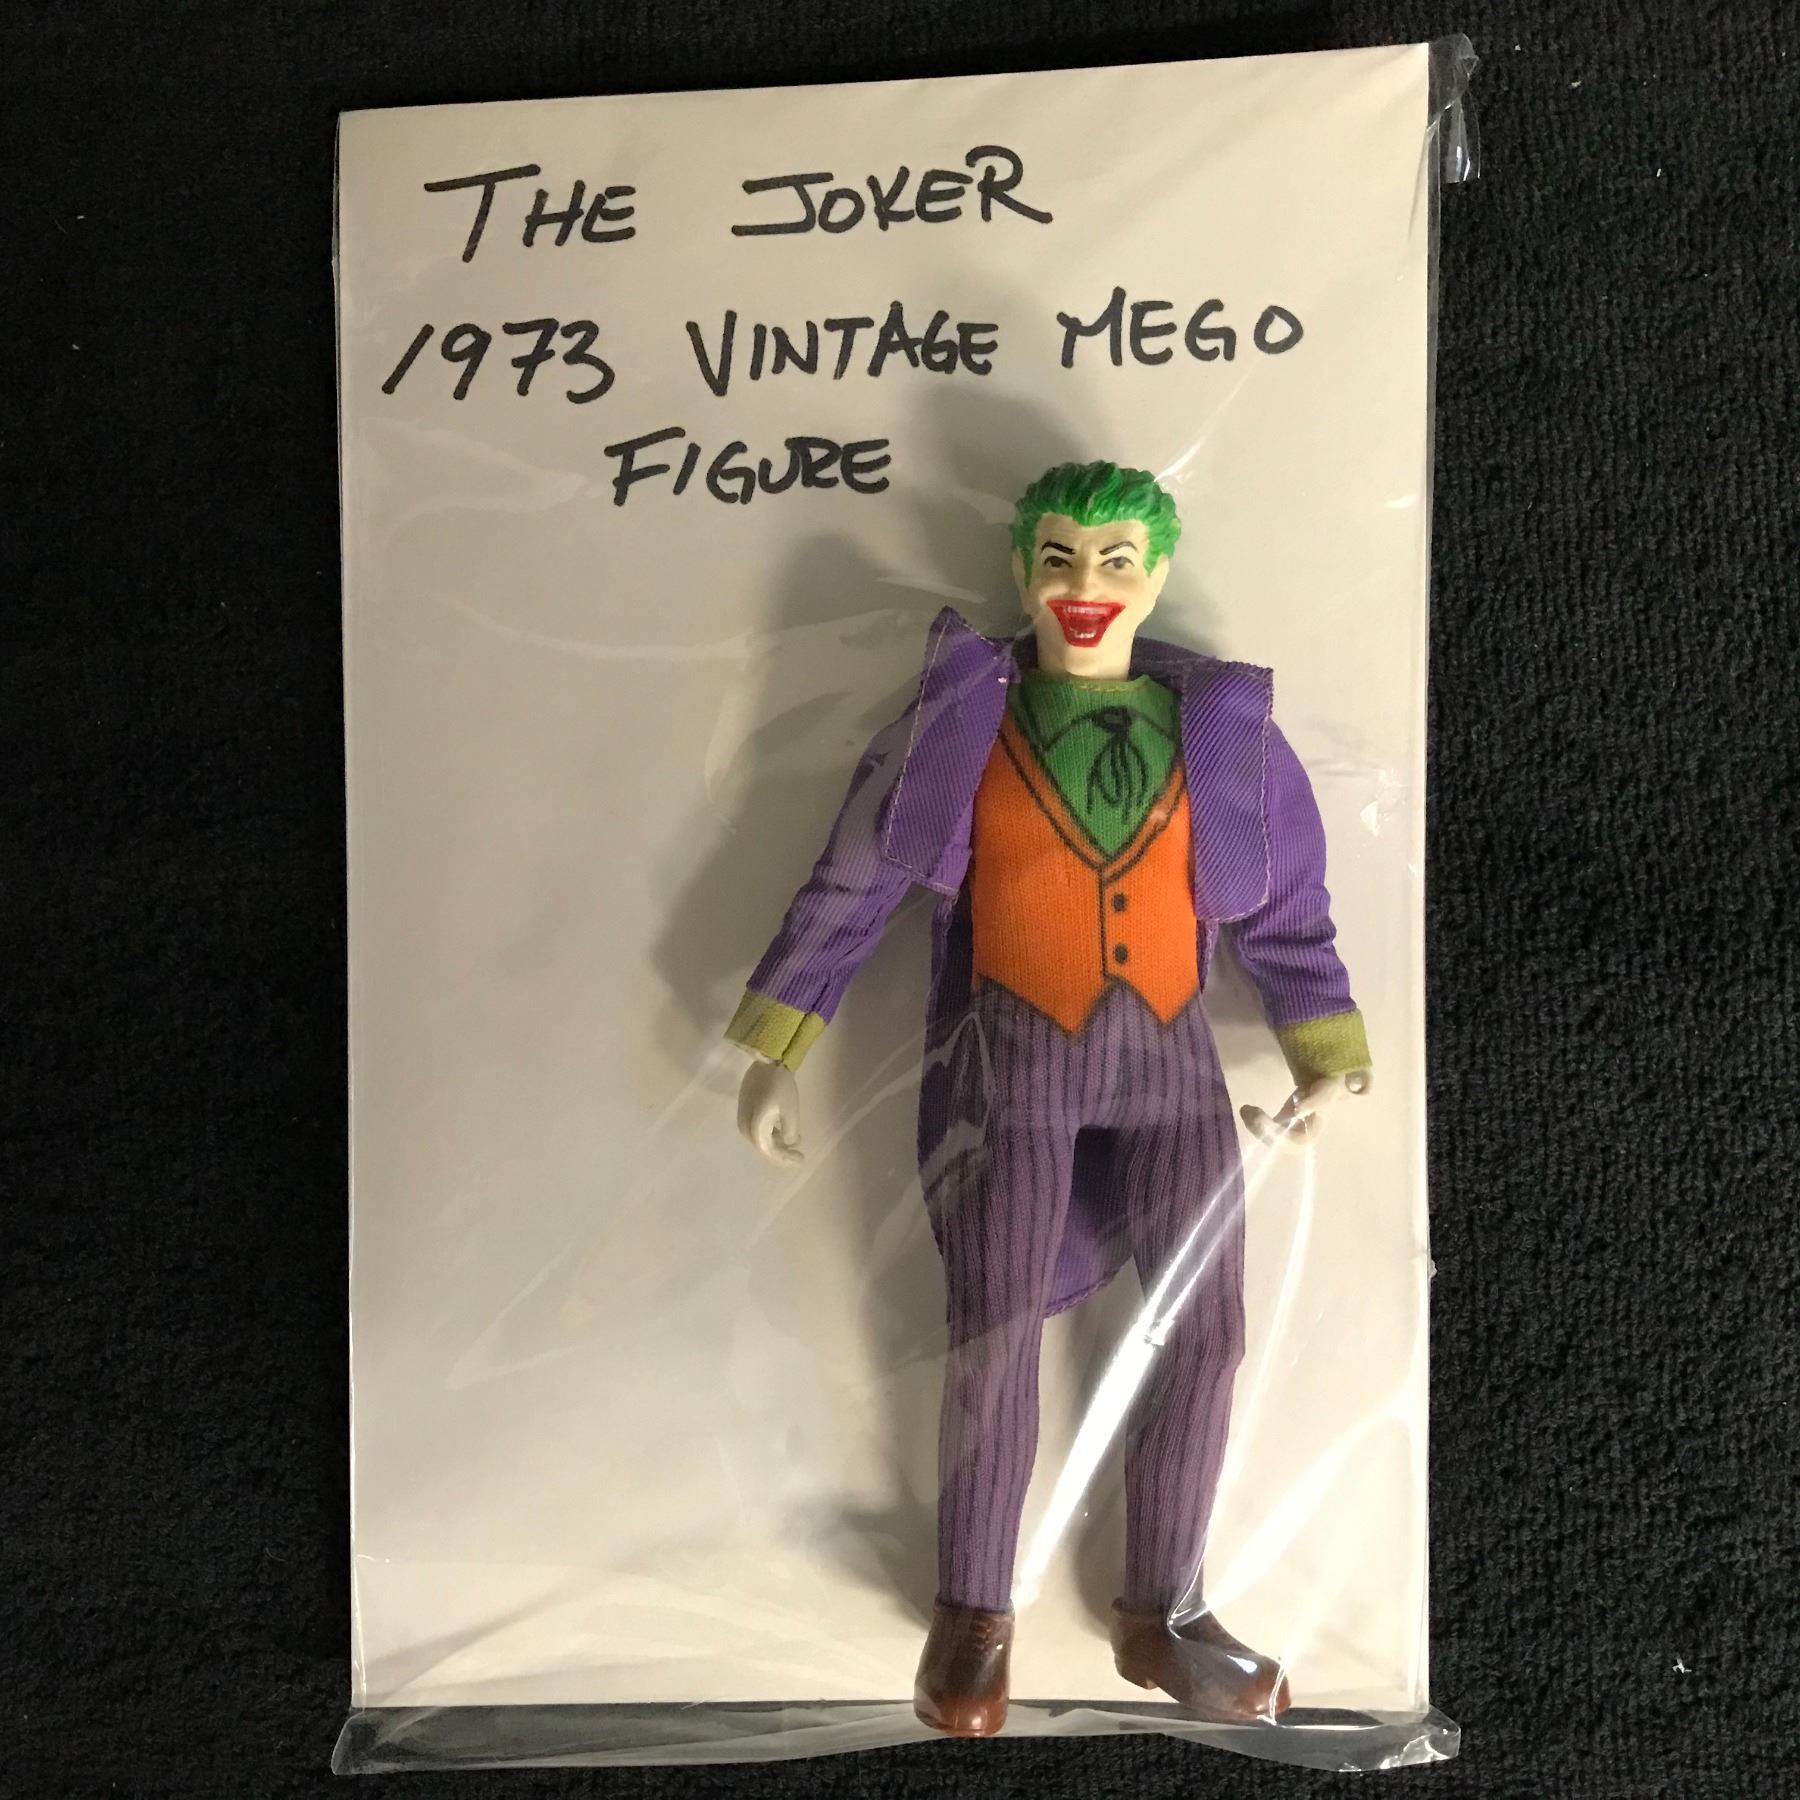 THE JOKER
1973 VINTAGE MEGO
FIGURE